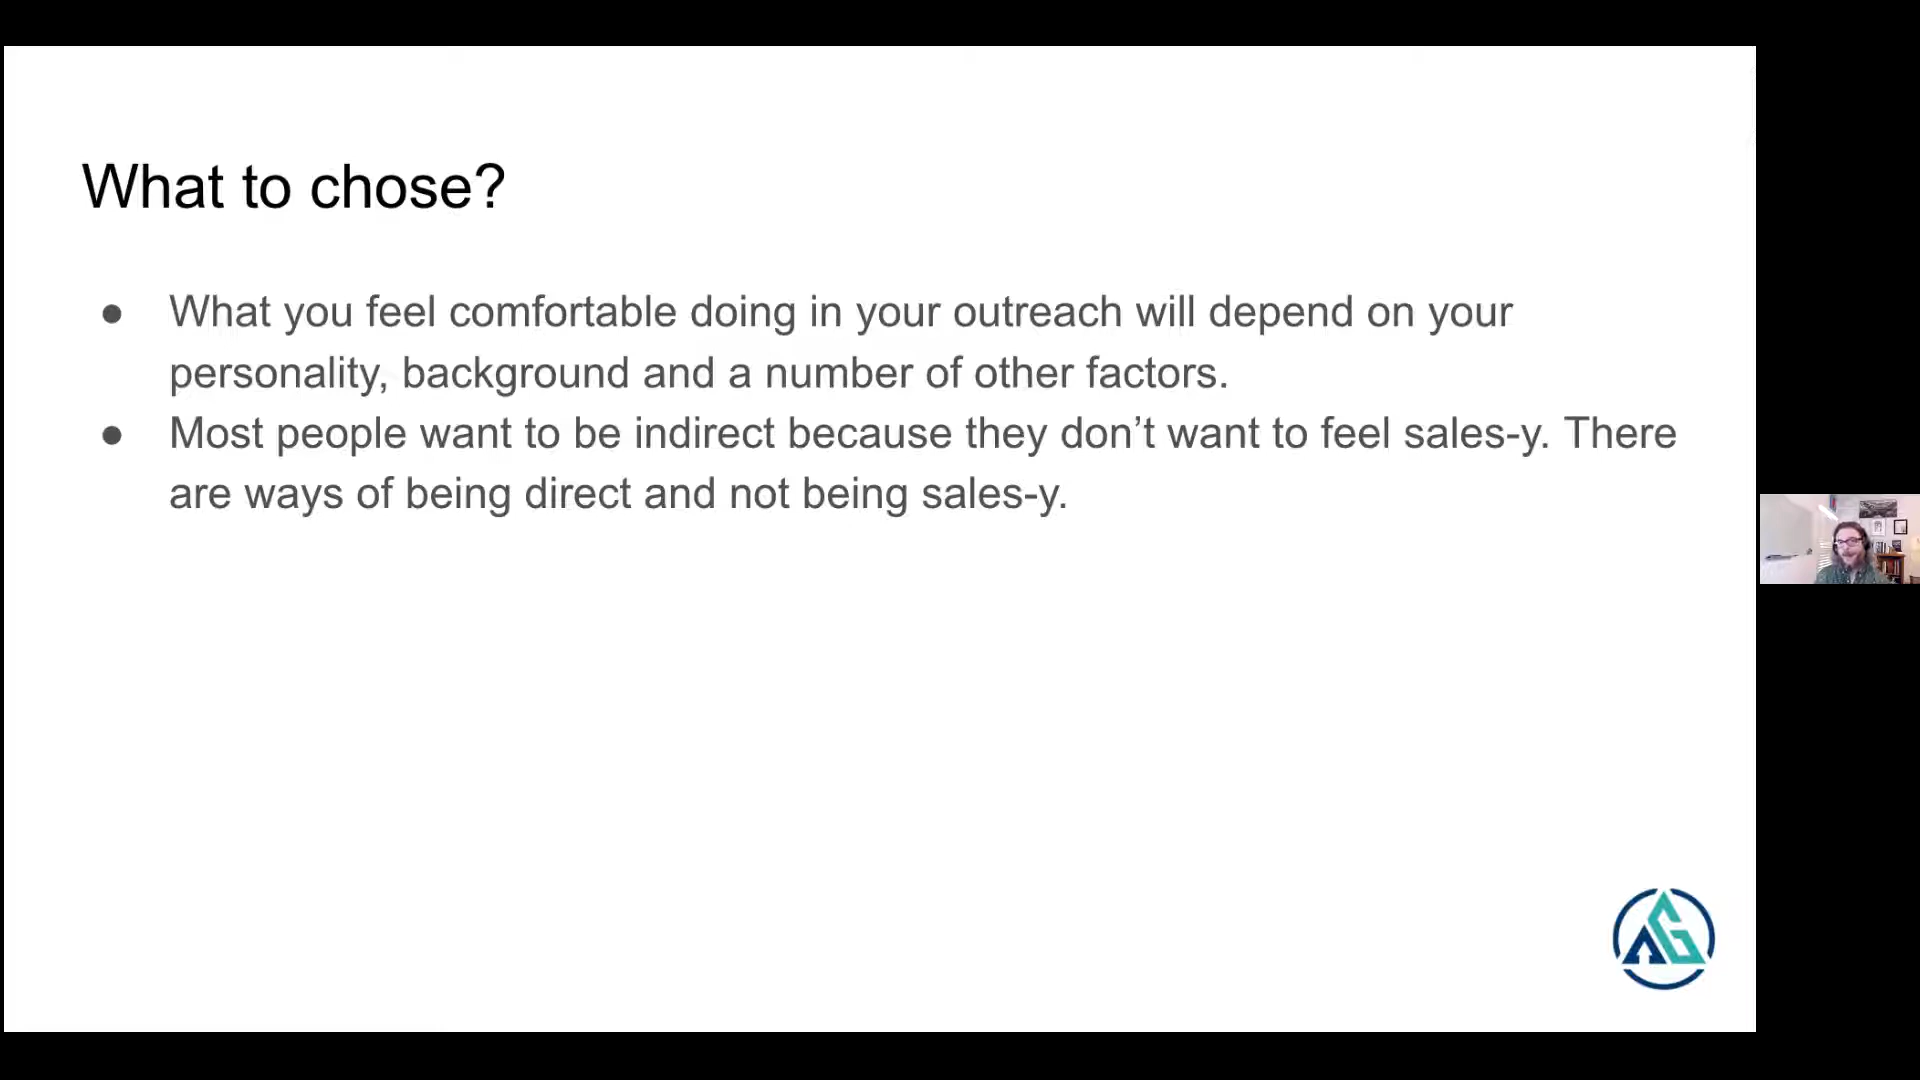 What to chose?
● What you feel comfortable doing in your outreach will depend on your
personality, background and a number of other factors.
● Most people want to be indirect because they don’t want to feel sales-y. There
are ways of being direct and not being sales-y.